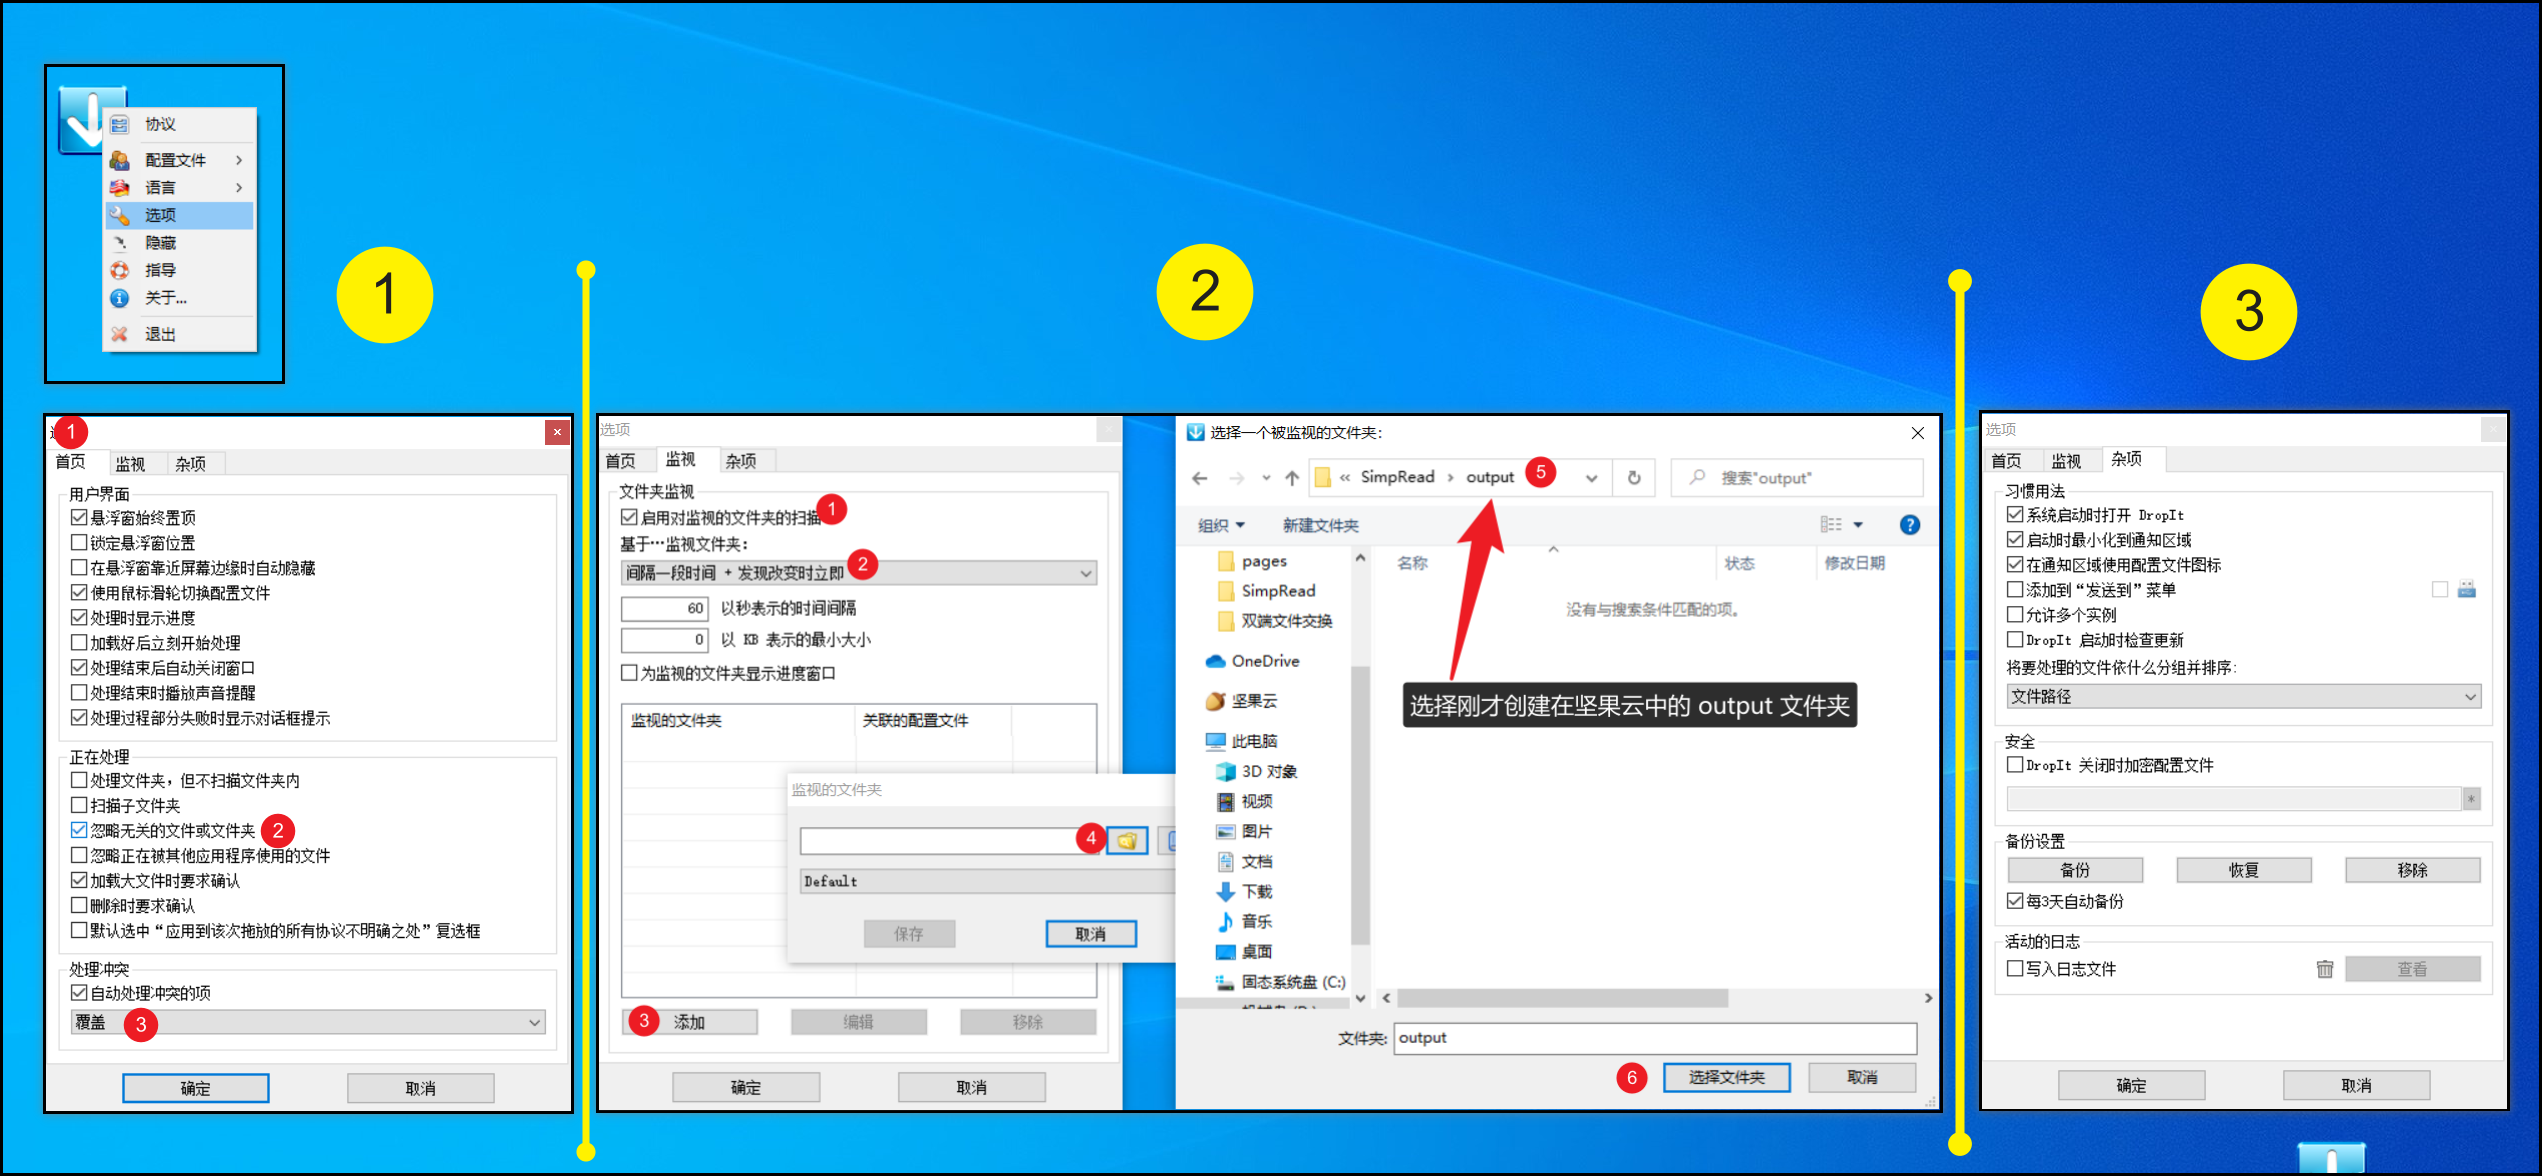 协议
配置文件
语言
选项
隐藏
指导
关于...
退出
1
2
3
1
首页
监视
杂项
用户界面
悬浮窗始终置顶
锁定悬浮窗位置
在悬浮窗靠近屏幕边缘时自动隐藏
使用鼠标滑轮切换配置文件
处理时显示进度
加载好后立刻开始处理
处理结束后自动关闭窗口
处理结束时播放声音提醒
处理过程部分失败时显示对话框提示
正在处理
处理文件夹，但不扫描文件夹内
扫描子文件夹
忽略无关的文件或文件夹 2
忽略正在被其他应用程序使用的文件
加载大文件时要求确认
删除时要求确认
默认选中“应用到该次拖放的所有协议不明确之处”复选框
处理冲突
自动处理冲突的项
覆盖 3
确定 取消
选项
首页 监视 杂项
文件夹监视
启用对监视的文件夹的扫描 1
基于…监视文件夹：
间隔一段时间 + 发现改变时立即 2
60 以秒表示的时间间隔
0 以 KB 表示的最小大小
为监视的文件夹显示进度窗口
监视的文件夹 关联的配置文件
监视的文件夹
4
Default
保存 取消
3 添加 编辑 移除
确定 取消
选择一个被监视的文件夹:
« SimpRead › output 5
搜索"output"
组织 新建文件夹
名称 状态 修改日期
没有与搜索条件匹配的项。
pages
SimpRead
双端文件交换
OneDrive
坚果云
此电脑
3D 对象
视频
图片
文档
下载
音乐
桌面
固态系统盘 (C:)
选择刚才创建在坚果云中的 output 文件夹
文件夹: output
6 选择文件夹 取消
选项
首页 监视 杂项
习惯用法
系统启动时打开 DropIt
启动时最小化到通知区域
在通知区域使用配置文件图标
添加到“发送到”菜单
允许多个实例
DropIt 启动时检查更新
将要处理的文件依什么分组并排序：
文件路径
安全
DropIt 关闭时加密配置文件
*
备份设置
备份 恢复 移除
每3天自动备份
活动的日志
写入日志文件 查看
确定 取消